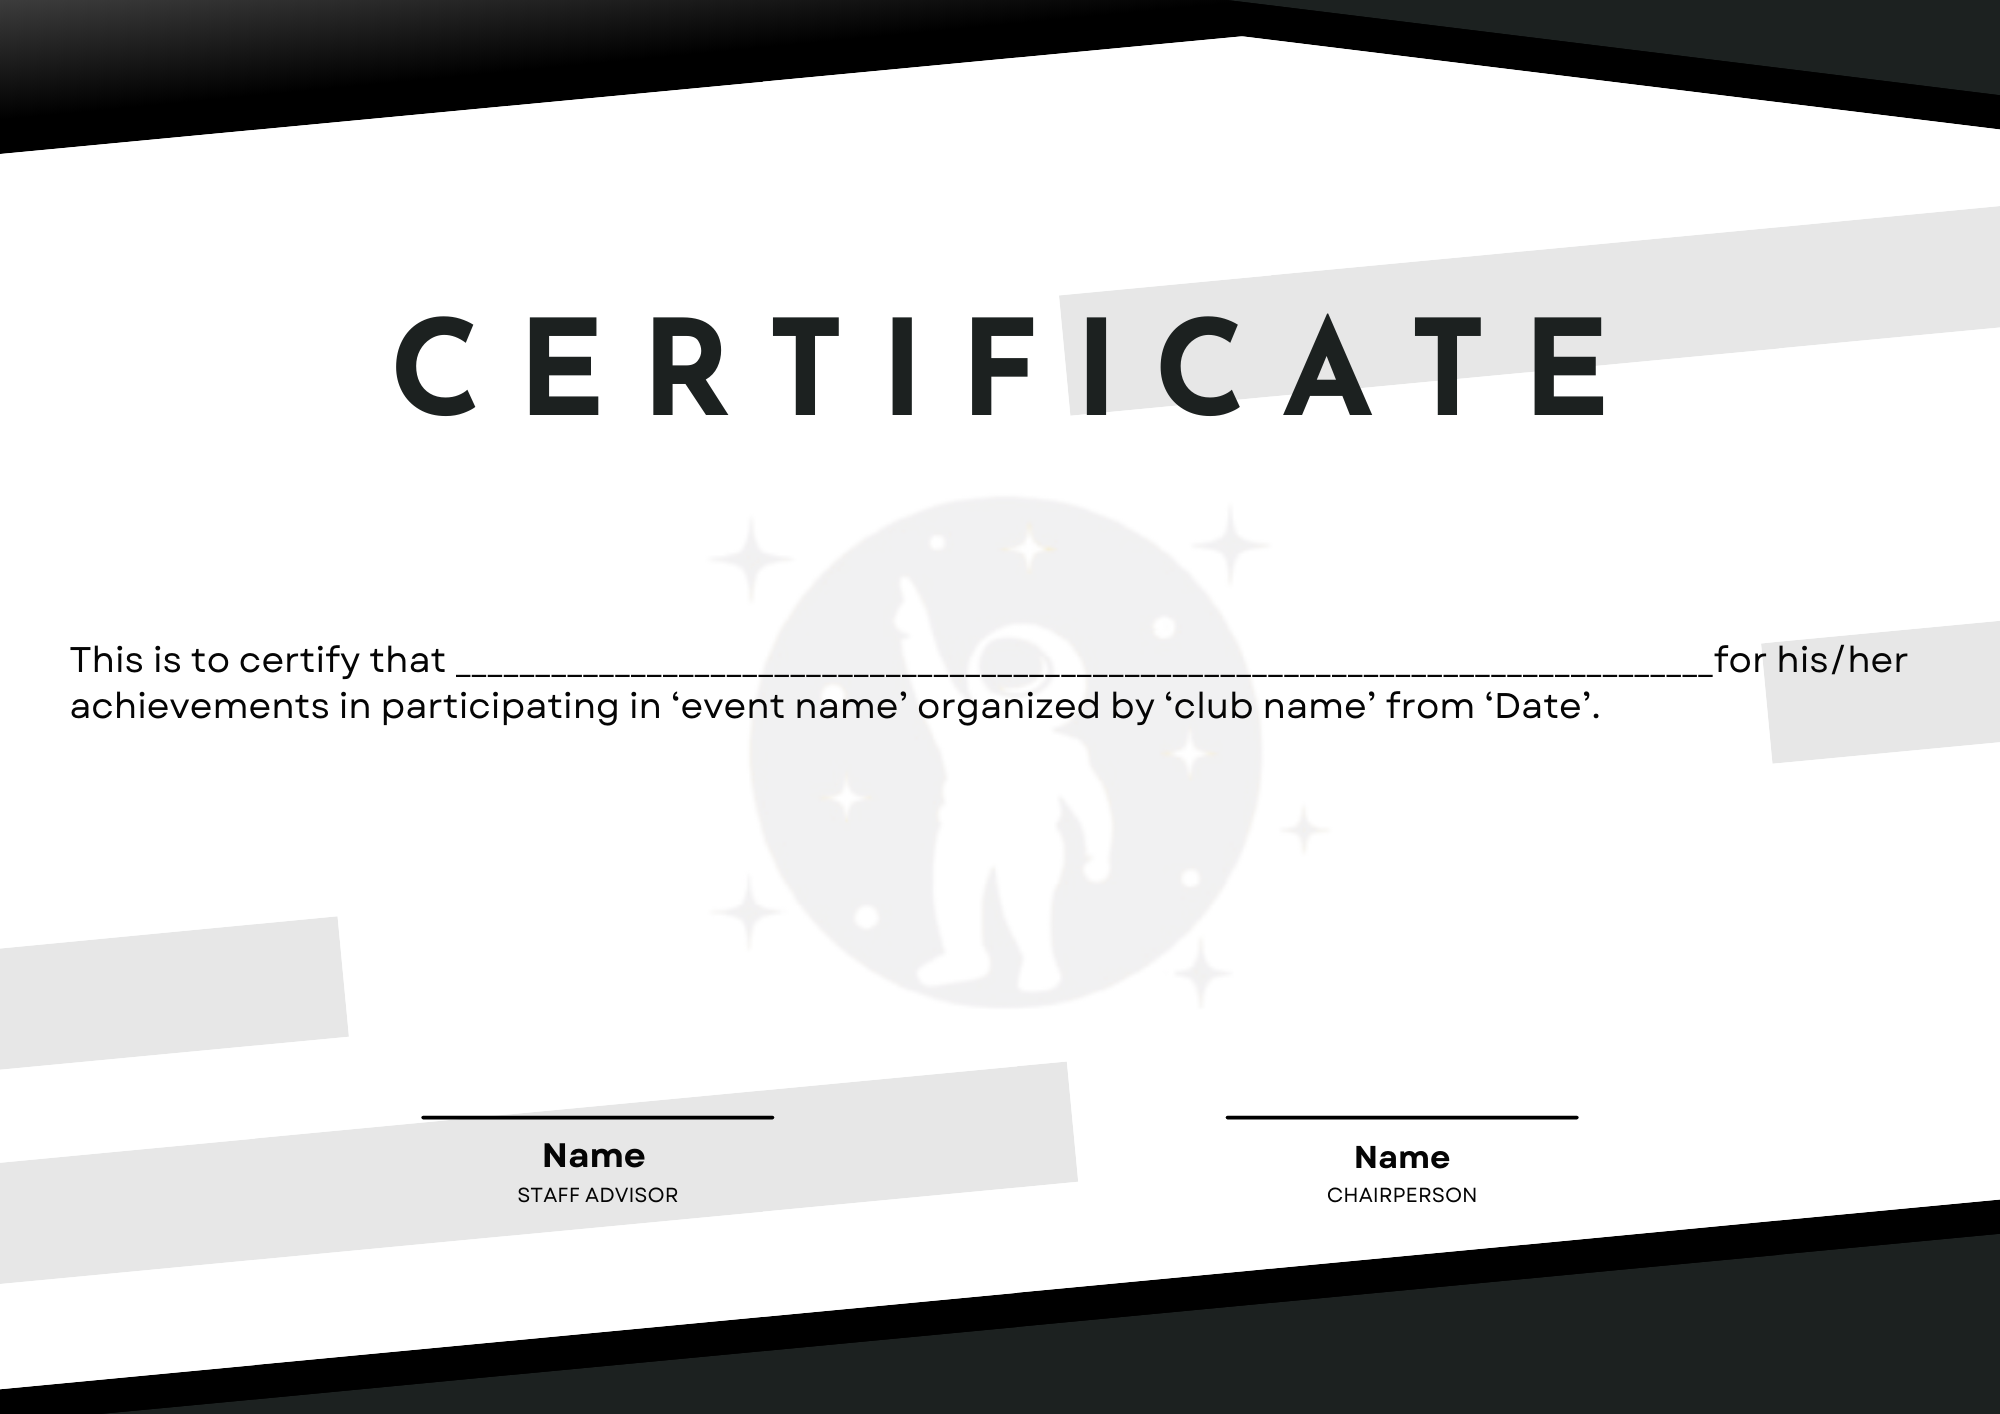 CERTIFICATE
This is to certify that ________________________________________________________________________________for his/her
achievements in participating in ‘event name’ organized by ‘club name’ from ‘Date’.
Name
STAFF ADVISOR
Name
CHAIRPERSON